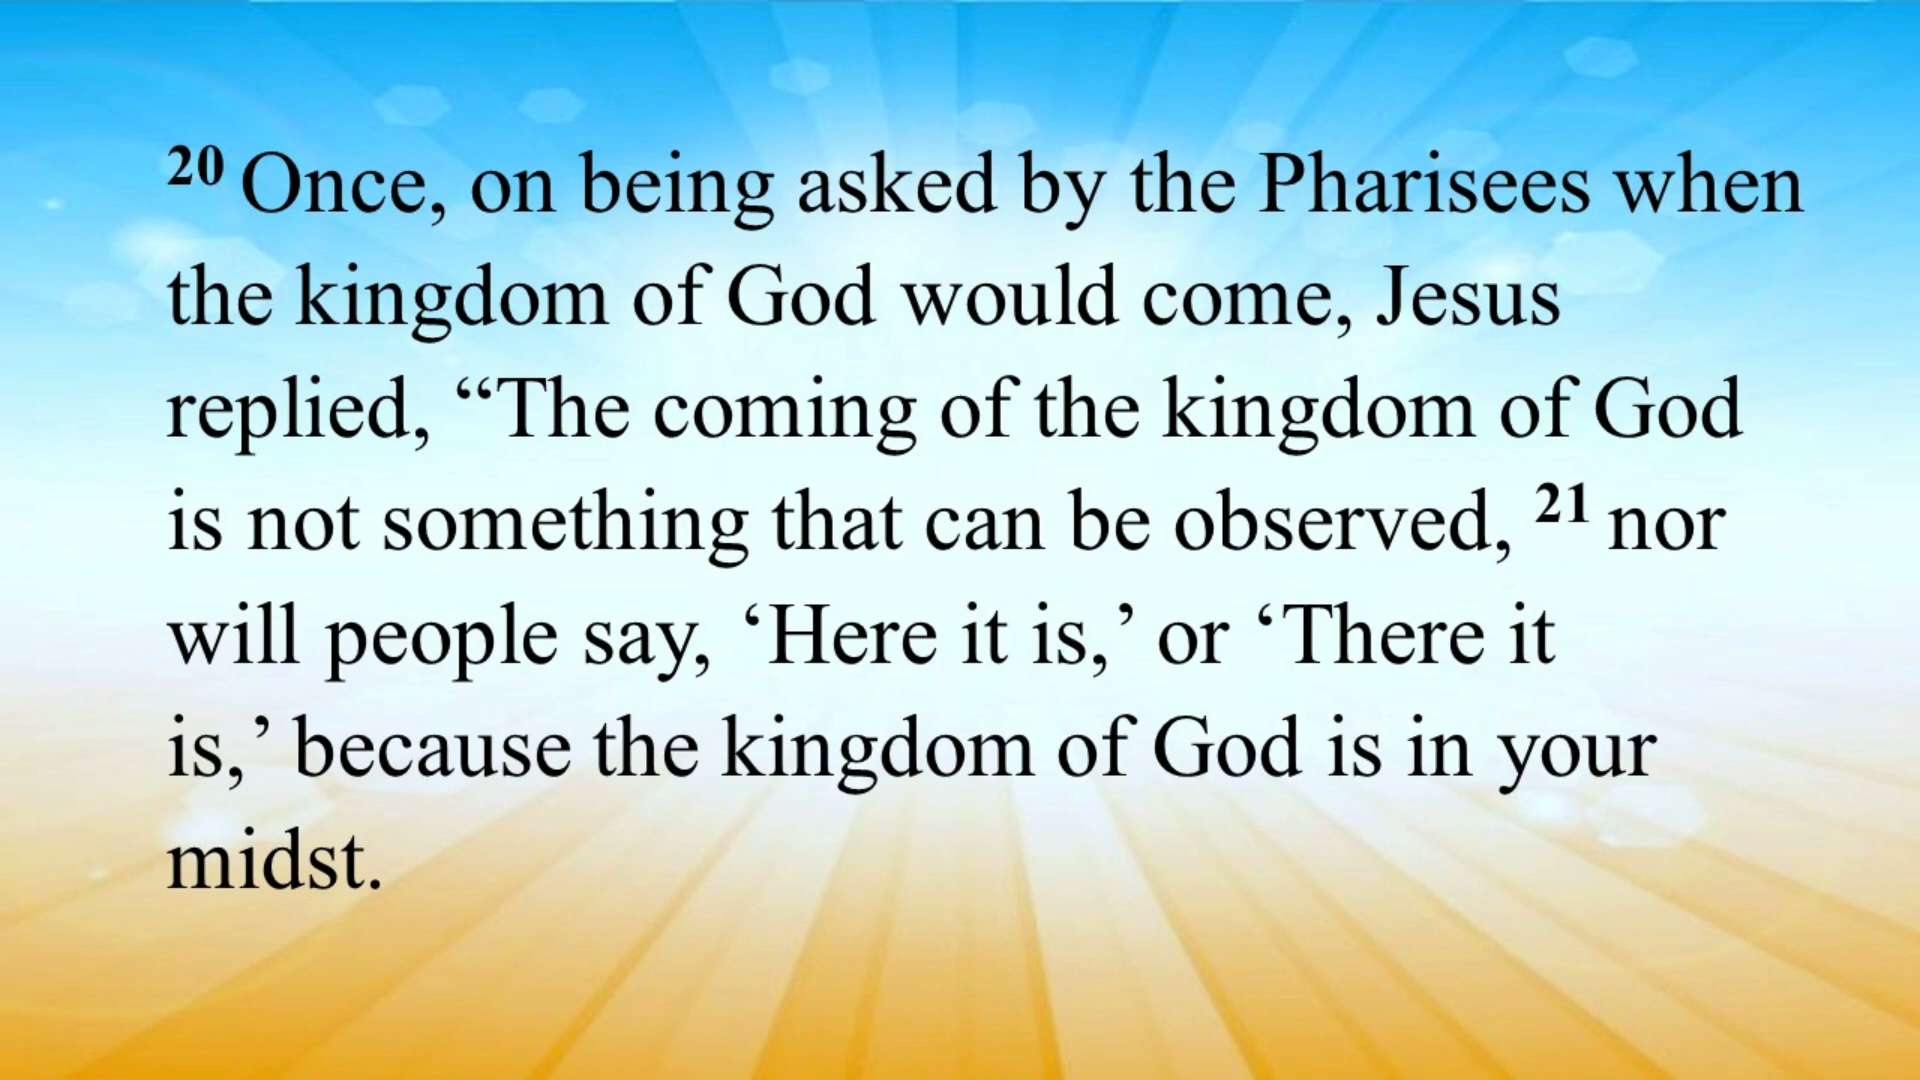 20 Once, on being asked by the Pharisees when
the kingdom of God would come, Jesus
replied, “The coming of the kingdom of God
is not something that can be observed, 21 nor
will people say, ‘Here it is,’ or ‘There it
is,’ because the kingdom of God is in your
midst.